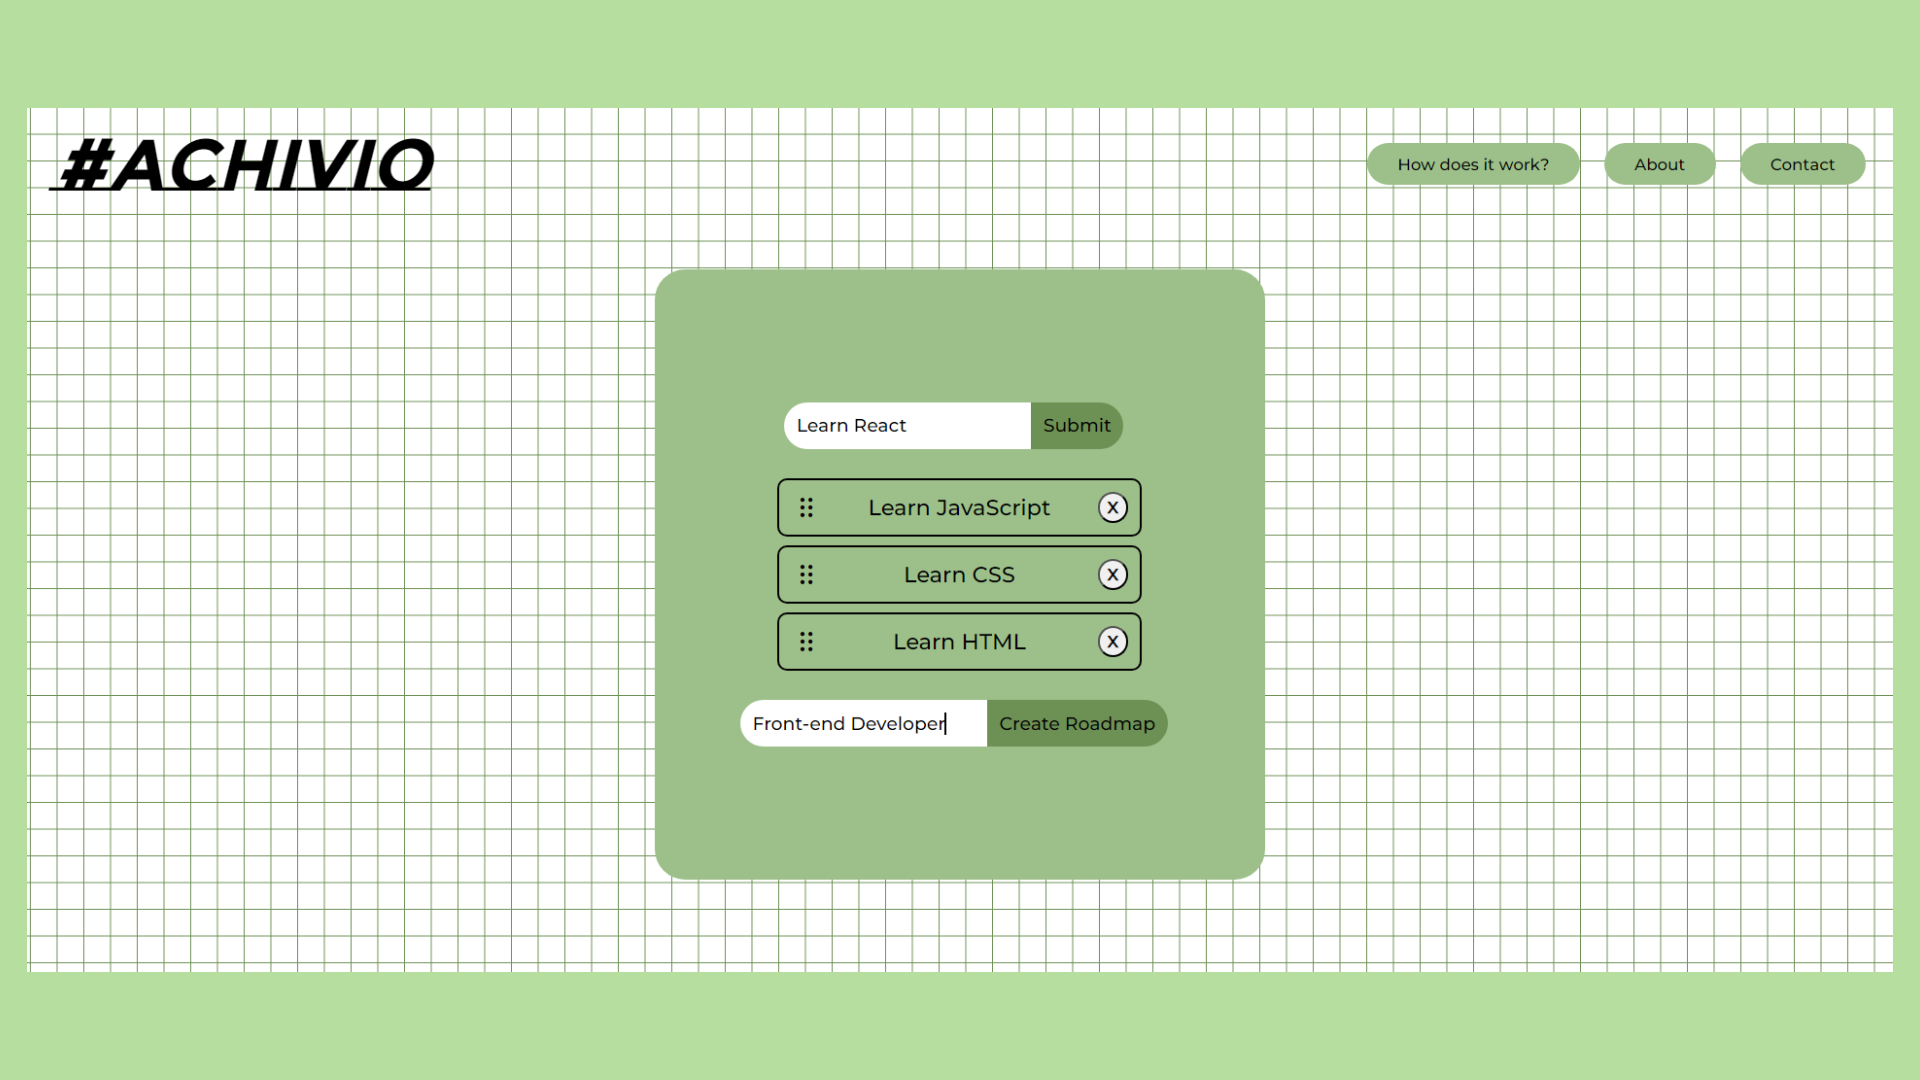 #ACHIVIO
How does it work?
About
Contact
Learn React
Submit
Learn JavaScript
X
Learn CSS
X
Learn HTML
X
Front-end Developer
Create Roadmap